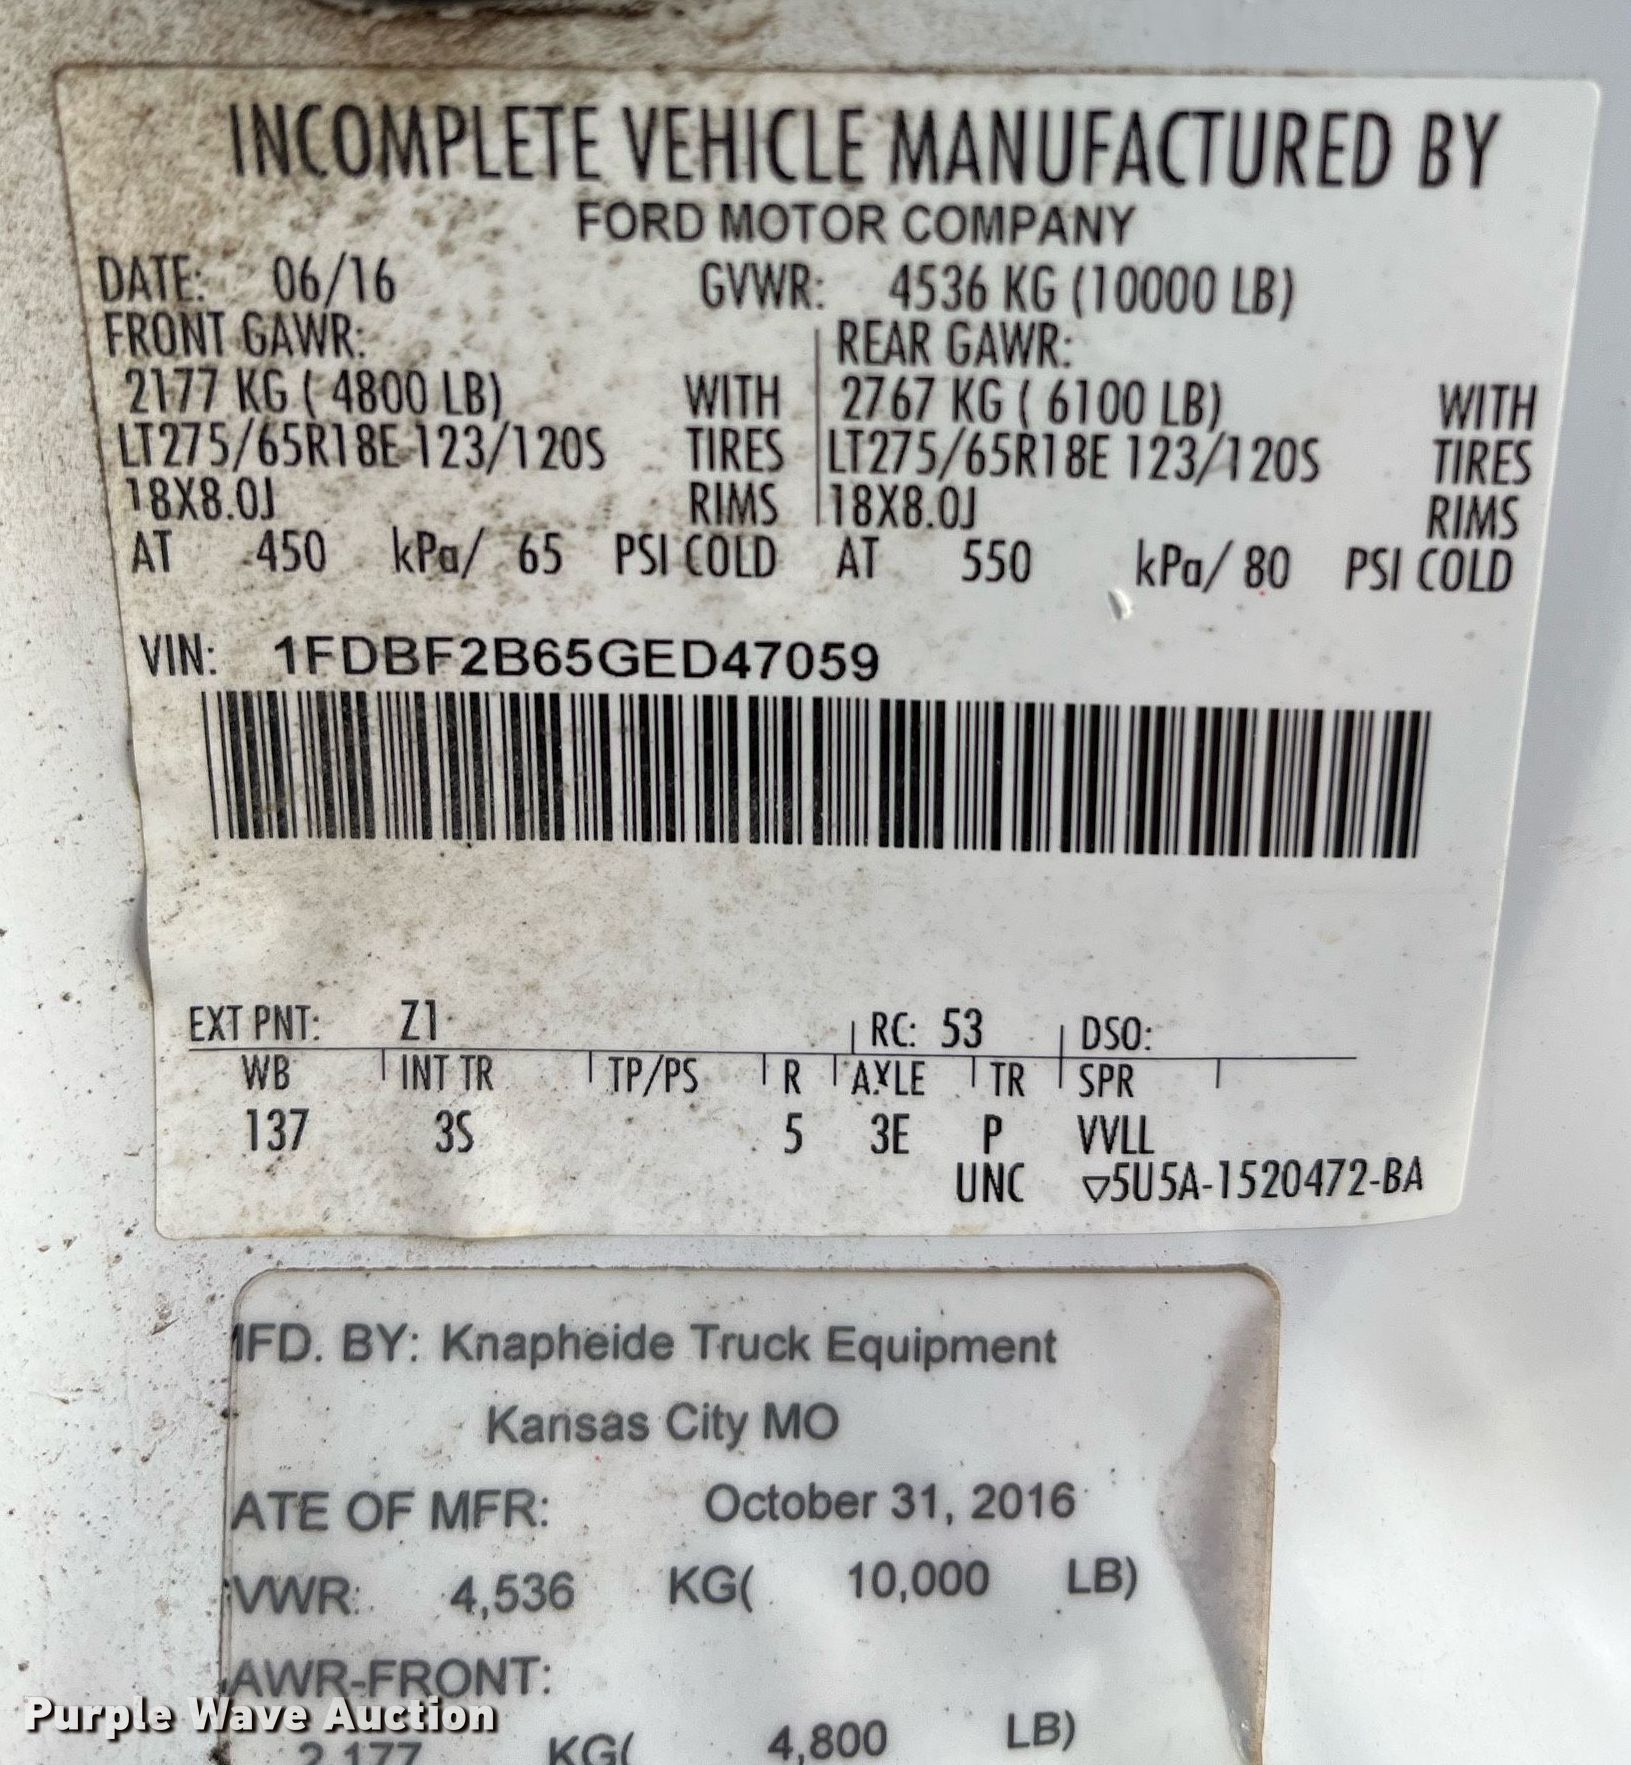 INCOMPLETE VEHICLE MANUFACTURED BY
FORD MOTOR COMPANY
DATE: 06/16 GVWR: 4536 KG (10000 LB)
FRONT GAWR: REAR GAWR:
2177 KG ( 4800 LB) WITH 2767 KG ( 6100 LB) WITH
LT275/65R18E 123/120S TIRES LT275/65R18E 123/120S TIRES
18X8.0J RIMS 18X8.0J RIMS
AT 450 kPa/ 65 PSI COLD AT 550 kPa/ 80 PSI COLD
VIN: 1FDBF2B65GED47059
EXT PNT: Z1 RC: 53 DSO:
WB INT TR TP/PS R AXLE TR SPR
137 3S 5 3E P VVLL
UNC ▽5U5A-1520472-BA
MFD. BY: Knapheide Truck Equipment
Kansas City MO
ATE OF MFR: October 31, 2016
VWR: 4,536 KG( 10,000 LB)
AWR-FRONT:
2,177 KG( 4,800 LB)
Purple Wave Auction